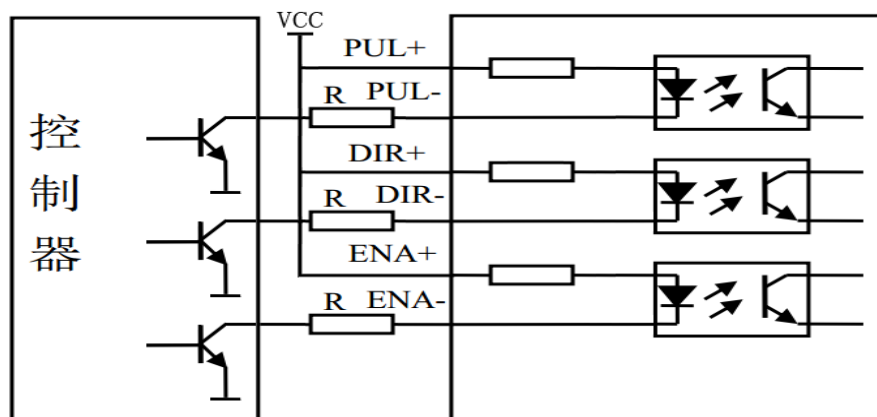 VCC
PUL+
R PUL-
DIR+
R DIR-
ENA+
R ENA-
控制器